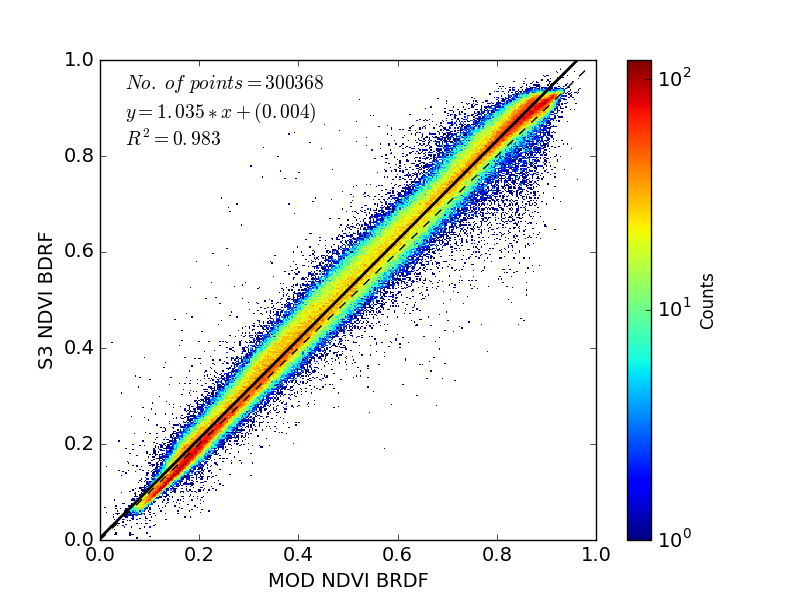 No. of points = 300368
y = 1.035 * x + (0.004)
R² = 0.983
1.0
0.8
0.6
0.4
0.2
0.0
S3 NDVI BDRF
0.0 0.2 0.4 0.6 0.8 1.0
MOD NDVI BRDF
10²
10¹
10⁰
Counts